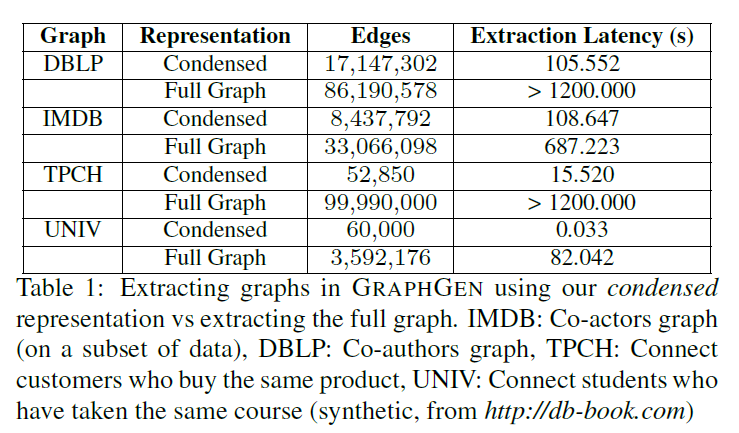 Graph Representation Edges Extraction Latency (s)
DBLP Condensed 17,147,302 105.552
Full Graph 86,190,578 > 1200.000
IMDB Condensed 8,437,792 108.647
Full Graph 33,066,098 687.223
TPCH Condensed 52,850 15.520
Full Graph 99,990,000 > 1200.000
UNIV Condensed 60,000 0.033
Full Graph 3,592,176 82.042
Table 1: Extracting graphs in GRAPHGEN using our condensed
representation vs extracting the full graph. IMDB: Co-actors graph
(on a subset of data), DBLP: Co-authors graph, TPCH: Connect
customers who buy the same product, UNIV: Connect students who
have taken the same course (synthetic, from http://db-book.com)